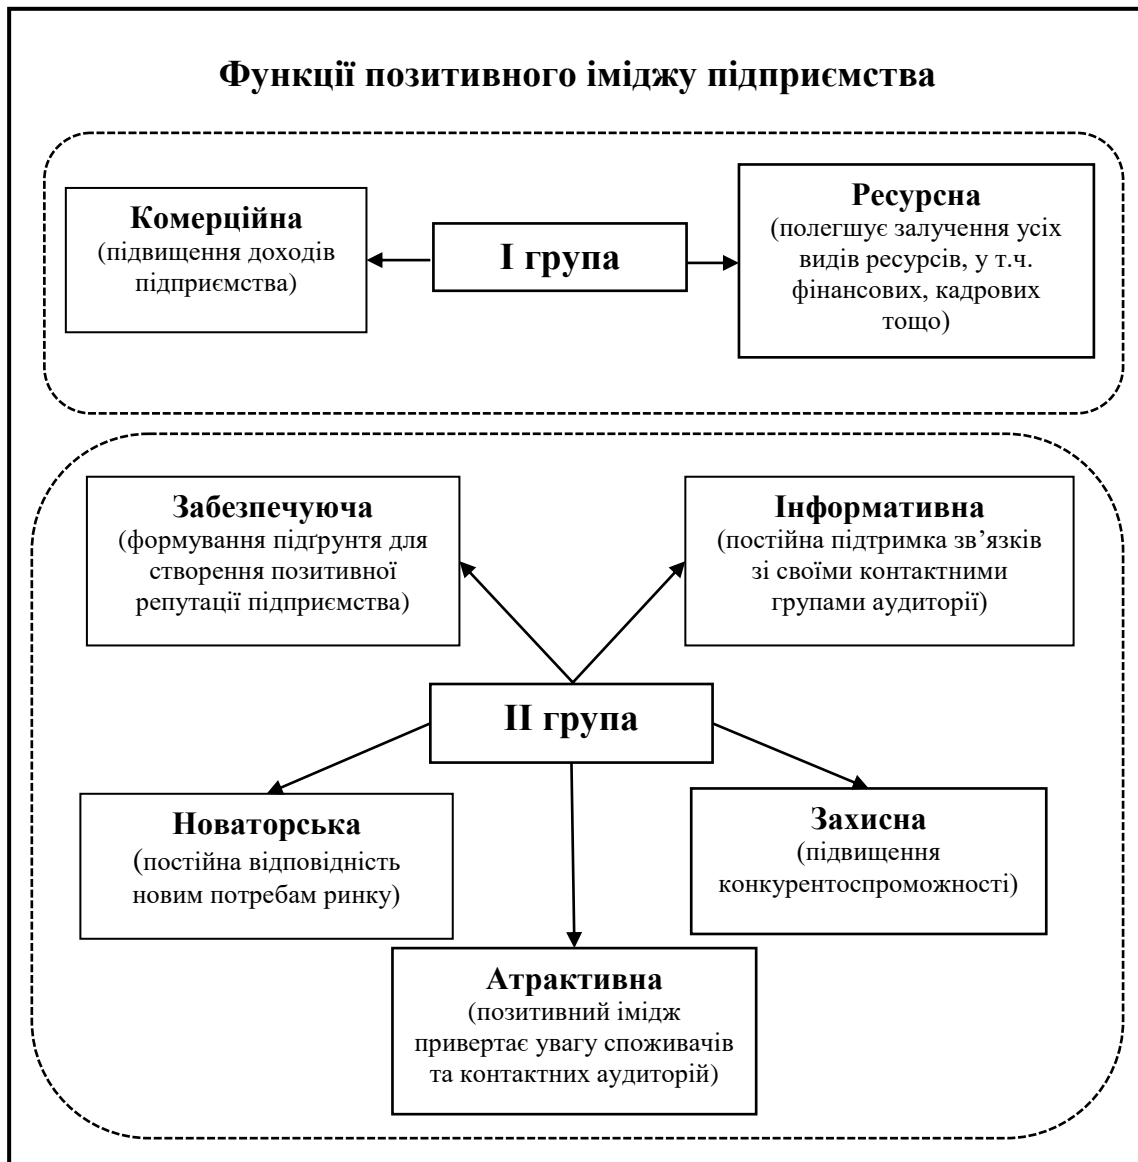 Функції позитивного іміджу підприємства
Комерційна
(підвищення доходів
підприємства)
І група
Ресурсна
(полегшує залучення усіх
видів ресурсів, у т.ч.
фінансових, кадрових
тощо)
Забезпечуюча
(формування підґрунтя для
створення позитивної
репутації підприємства)
Інформативна
(постійна підтримка зв’язків
зі своїми контактними
групами аудиторії)
ІІ група
Новаторська
(постійна відповідність
новим потребам ринку)
Захисна
(підвищення
конкурентоспроможності)
Атрактивна
(позитивний імідж
привертає увагу споживачів
та контактних аудиторій)